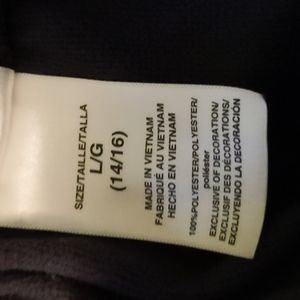 SIZE/TAILLE/TALLA
L/G
(14/16)
MADE IN VIETNAM
FABRIQUÉ AU VIETNAM
HECHO EN VIETNAM
100%POLYESTER/POLYESTER/
poliéster
EXCLUSIVE OF DECORATION/
EXCLUSIF DES DÉCORATIONS/
EXCLUYENDO LA DECORACIÓN